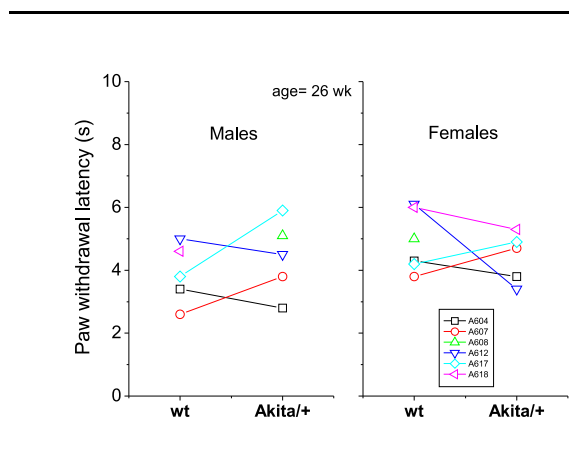 10
8
6
4
2
0
Paw withdrawal latency (s)
age= 26 wk
Males
Females
A604
A607
A608
A612
A617
A618
wt
Akita/+
wt
Akita/+